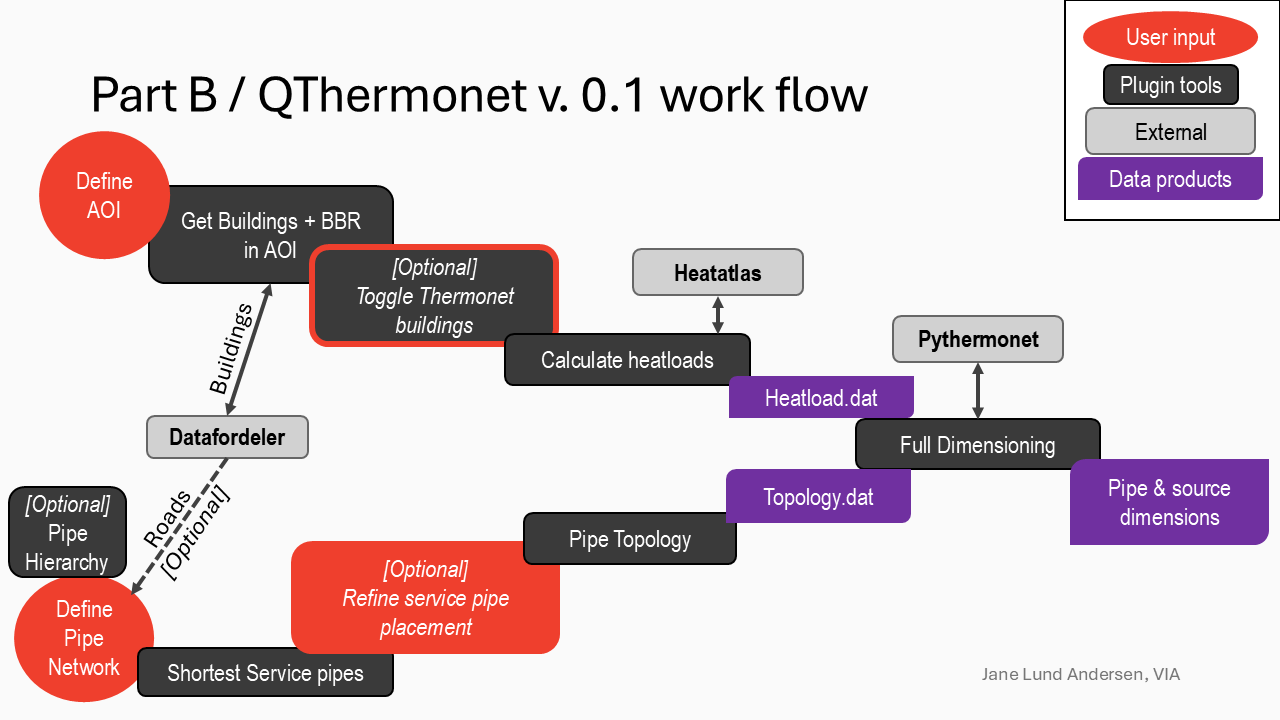 Part B / QThermonet v. 0.1 work flow
User input
Plugin tools
External
Data products
Define
AOI
Get Buildings + BBR
in AOI
[Optional]
Toggle Thermonet
buildings
Heatatlas
Calculate heatloads
Pythermonet
Heatload.dat
Buildings
Datafordeler
Full Dimensioning
Roads
[Optional]
Topology.dat
Pipe & source
dimensions
[Optional]
Pipe
Hierarchy
Pipe Topology
[Optional]
Refine service pipe
placement
Define
Pipe
Network
Shortest Service pipes
Jane Lund Andersen, VIA